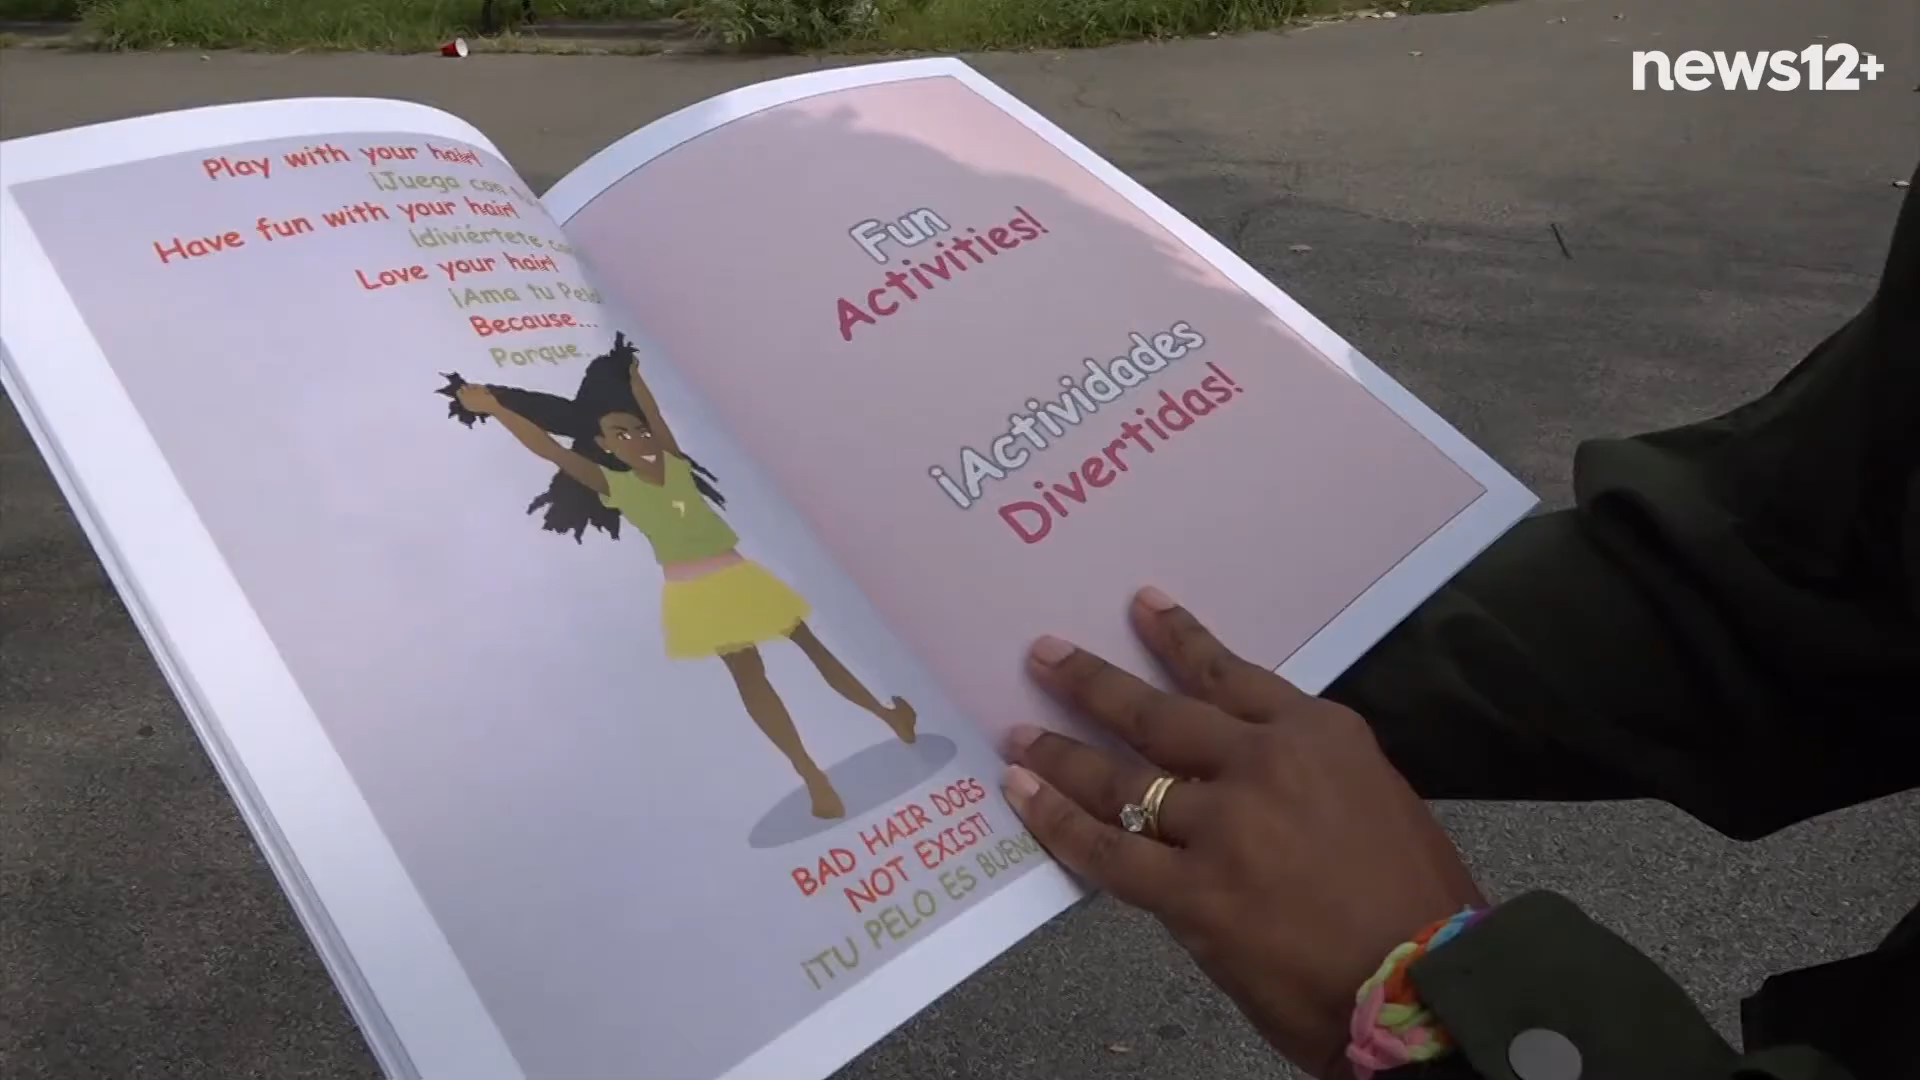 news12+
Play with your hair!
¡Juega con
Have fun with your hair!
¡diviértete
Love your hair!
¡Ama tu Pelo
Because...
Porque...
BAD HAIR DOES
NOT EXIST!
¡TU PELO ES BUENO
Fun
Activities!
¡Actividades
Divertidas!